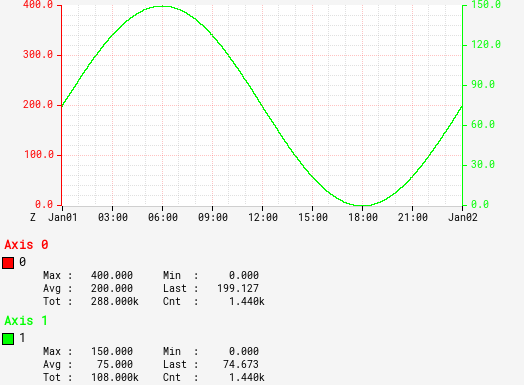 400.0
300.0
200.0
100.0
0.0
150.0
120.0
90.0
60.0
30.0
0.0
Z Jan01 03:00 06:00 09:00 12:00 15:00 18:00 21:00 Jan02
Axis 0
0
Max : 400.000 Min : 0.000
Avg : 200.000 Last : 199.127
Tot : 288.000k Cnt : 1.440k
Axis 1
1
Max : 150.000 Min : 0.000
Avg : 75.000 Last : 74.673
Tot : 108.000k Cnt : 1.440k